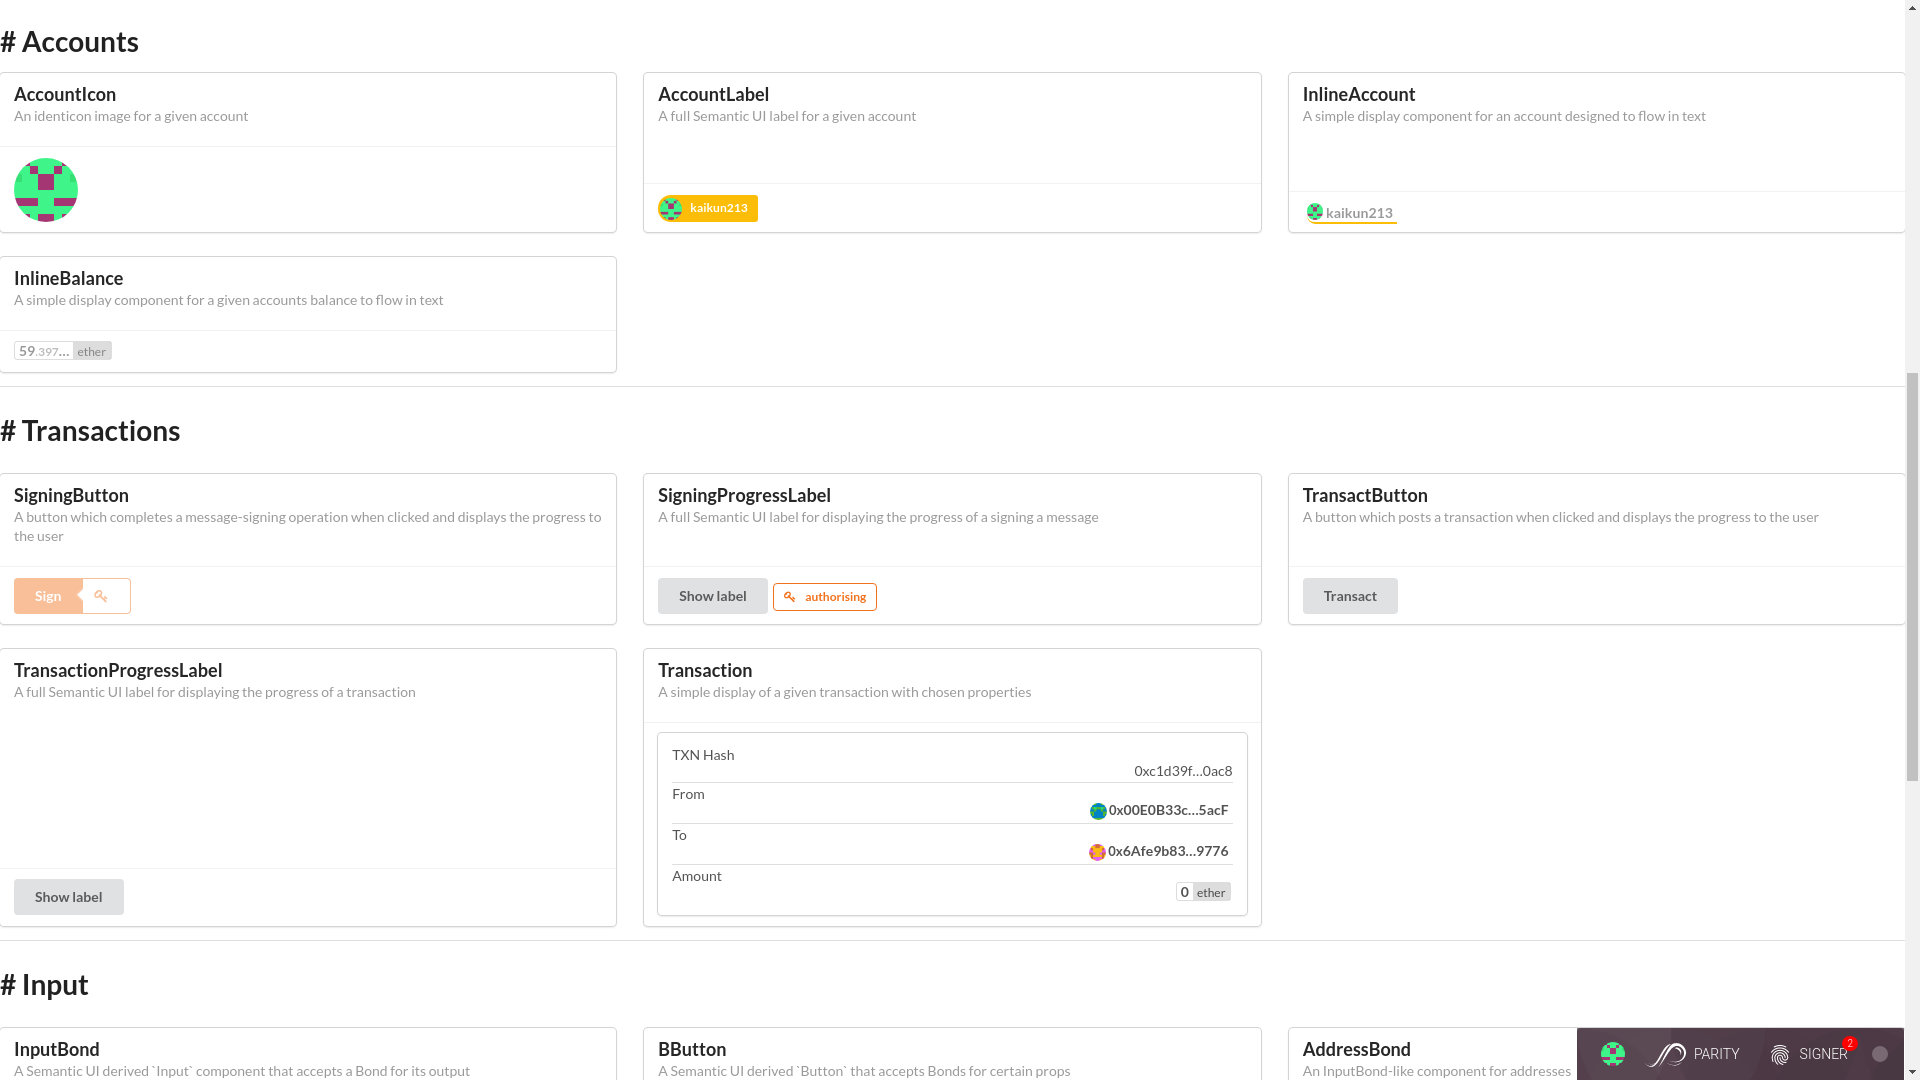 # Accounts
AccountIcon
An identicon image for a given account
AccountLabel
A full Semantic UI label for a given account
kaikun213
InlineAccount
A simple display component for an account designed to flow in text
kaikun213
InlineBalance
A simple display component for a given accounts balance to flow in text
59.397... ether
# Transactions
SigningButton
A button which completes a message-signing operation when clicked and displays the progress to
the user
Sign
SigningProgressLabel
A full Semantic UI label for displaying the progress of a signing a message
Show label authorising
TransactButton
A button which posts a transaction when clicked and displays the progress to the user
Transact
TransactionProgressLabel
A full Semantic UI label for displaying the progress of a transaction
Show label
Transaction
A simple display of a given transaction with chosen properties
TXN Hash
0xc1d39f...0ac8
From
0x00E0B33c...5acF
To
0x6Afe9b83...9776
Amount
0 ether
# Input
InputBond
A Semantic UI derived `Input` component that accepts a Bond for its output
BButton
A Semantic UI derived `Button` that accepts Bonds for certain props
AddressBond
An InputBond-like component for addresses
PARITY SIGNER 2